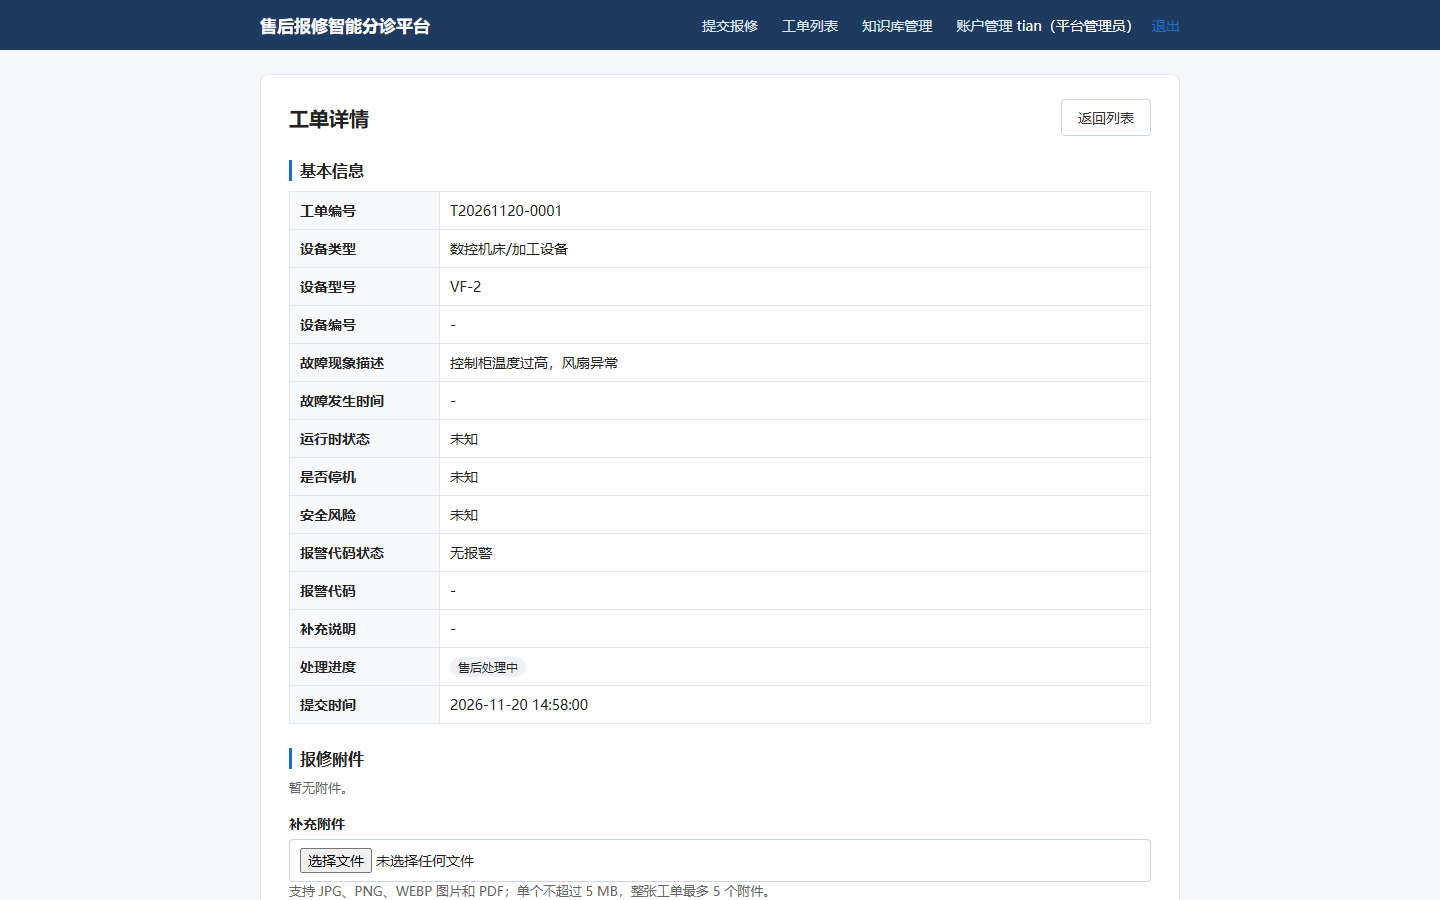 售后报修智能分诊平台
提交报修 工单列表 知识库管理 账户管理 tian（平台管理员） 退出
工单详情
返回列表
基本信息
工单编号 T20261120-0001
设备类型 数控机床/加工设备
设备型号 VF-2
设备编号 -
故障现象描述 控制柜温度过高，风扇异常
故障发生时间 -
运行时状态 未知
是否停机 未知
安全风险 未知
报警代码状态 无报警
报警代码 -
补充说明 -
处理进度 售后处理中
提交时间 2026-11-20 14:58:00
报修附件
暂无附件。
补充附件
选择文件 未选择任何文件
支持 JPG、PNG、WEBP 图片和 PDF；单个不超过 5 MB，整张工单最多 5 个附件。